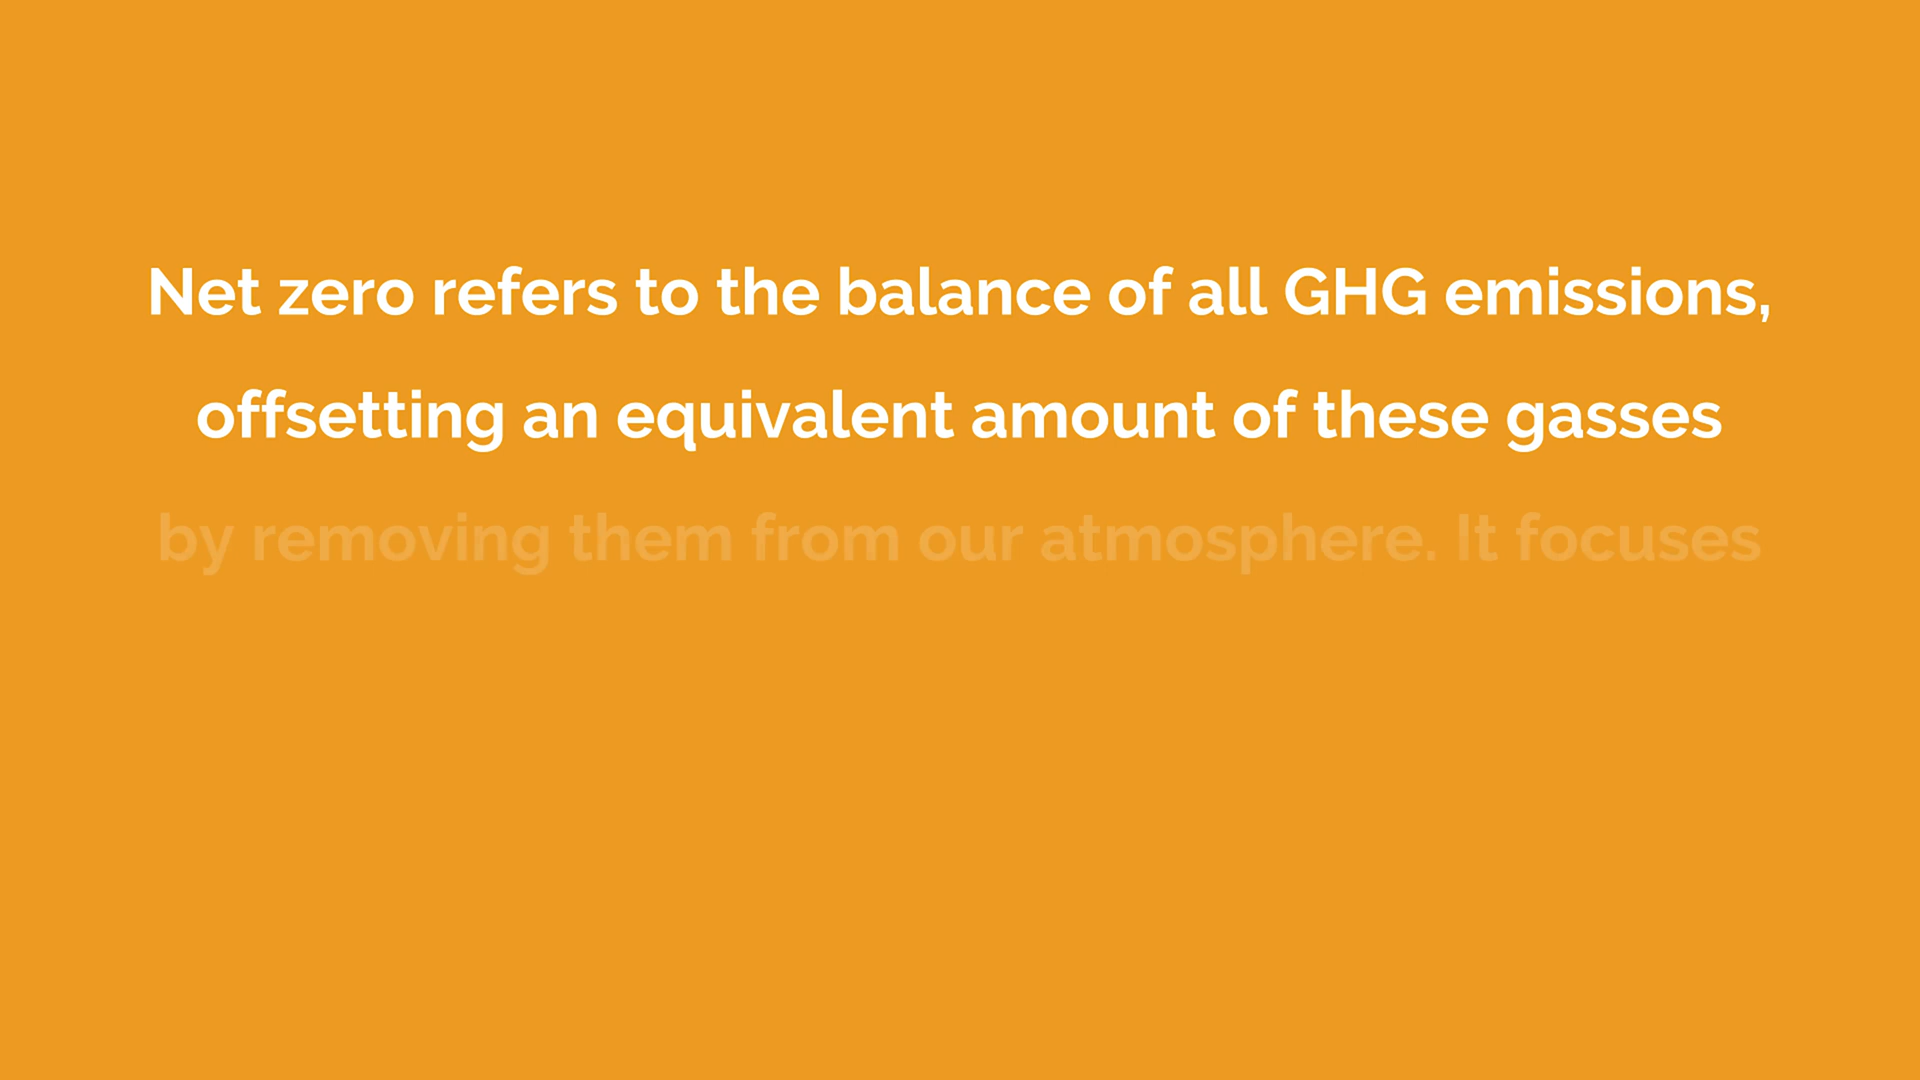 Net zero refers to the balance of all GHG emissions,
offsetting an equivalent amount of these gasses
by removing them from our atmosphere. It focuses